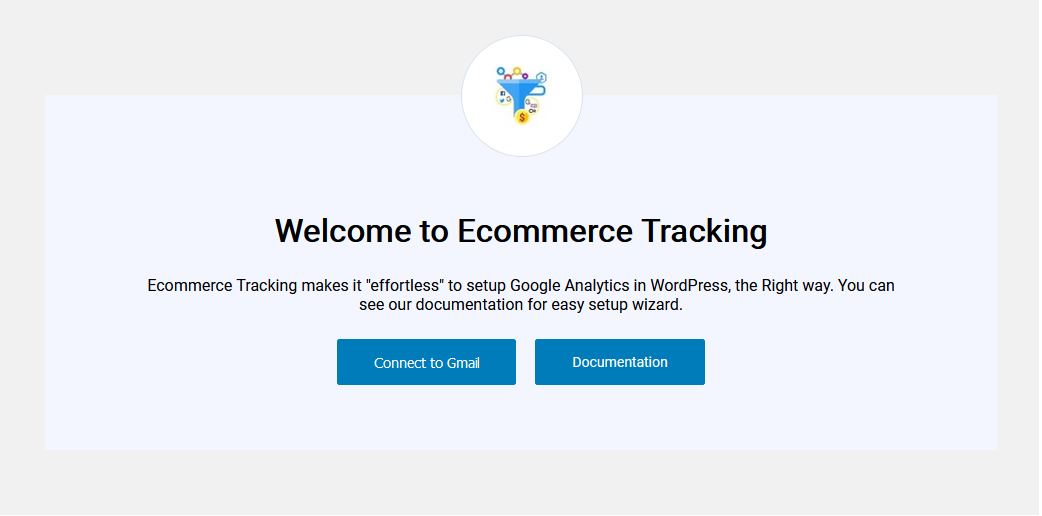 Welcome to Ecommerce Tracking
Ecommerce Tracking makes it "effortless" to setup Google Analytics in WordPress, the Right way. You can
see our documentation for easy setup wizard.
Connect to Gmail
Documentation